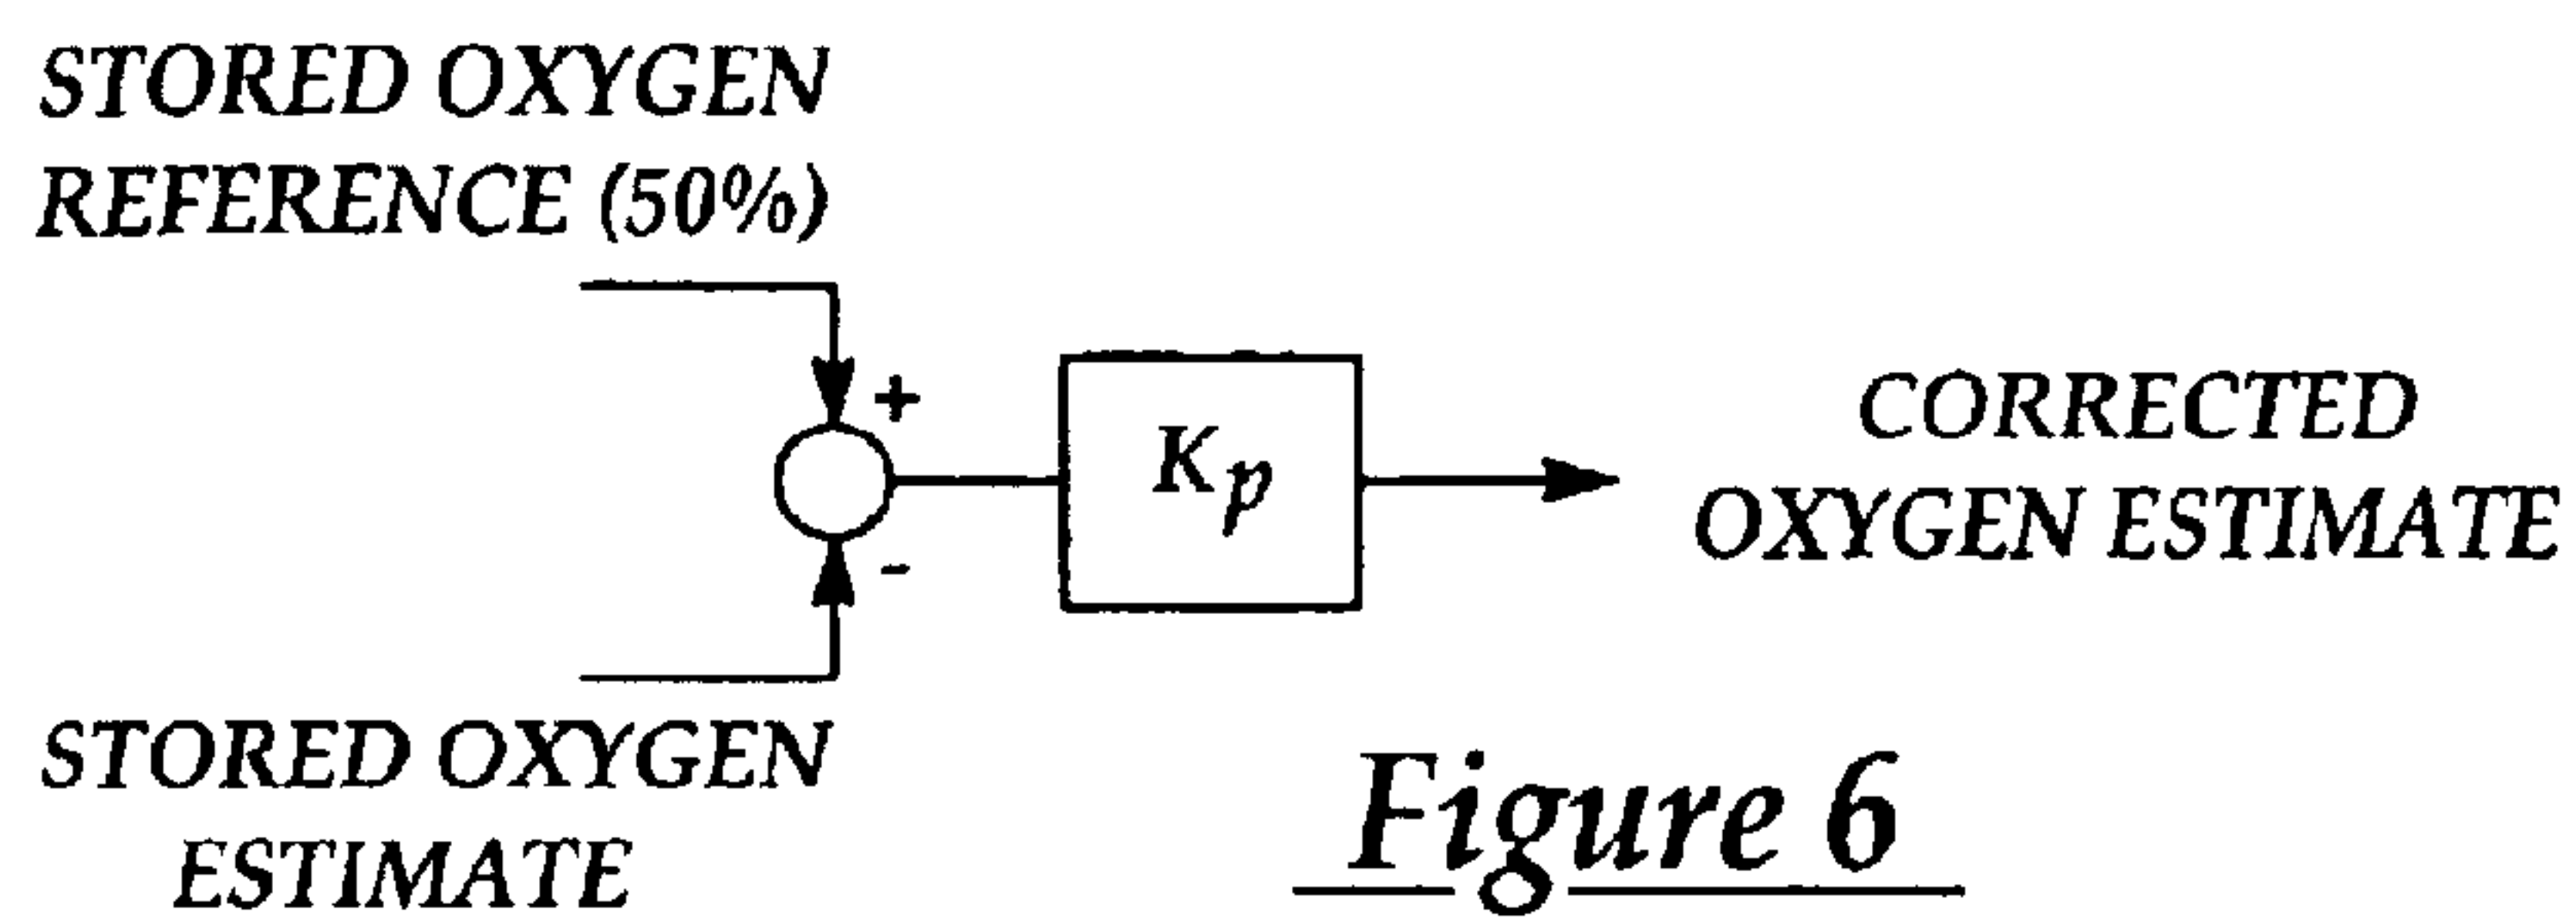 STORED OXYGEN
REFERENCE (50%)
+
Kp
CORRECTED
OXYGEN ESTIMATE
-
STORED OXYGEN
ESTIMATE
Figure 6